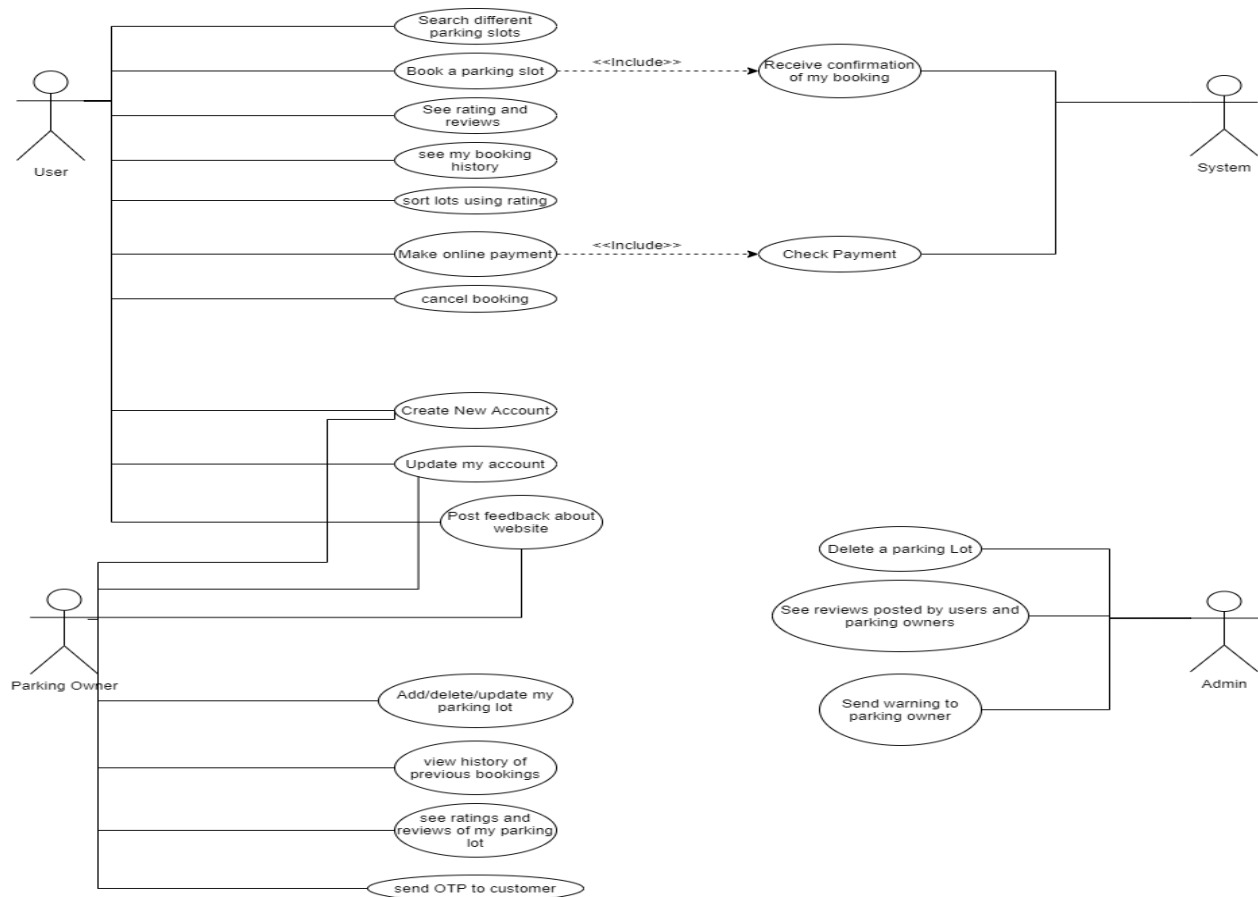 Search different
parking slots
Book a parking slot
<<Include>>
Receive confirmation
of my booking
See rating and
reviews
see my booking
history
sort lots using rating
Make online payment
<<Include>>
Check Payment
cancel booking
User
System
Create New Account
Update my account
Post feedback about
website
Delete a parking Lot
See reviews posted by users and
parking owners
Send warning to
parking owner
Parking Owner
Admin
Add/delete/update my
parking lot
view history of
previous bookings
see ratings and
reviews of my parking
lot
send OTP to customer